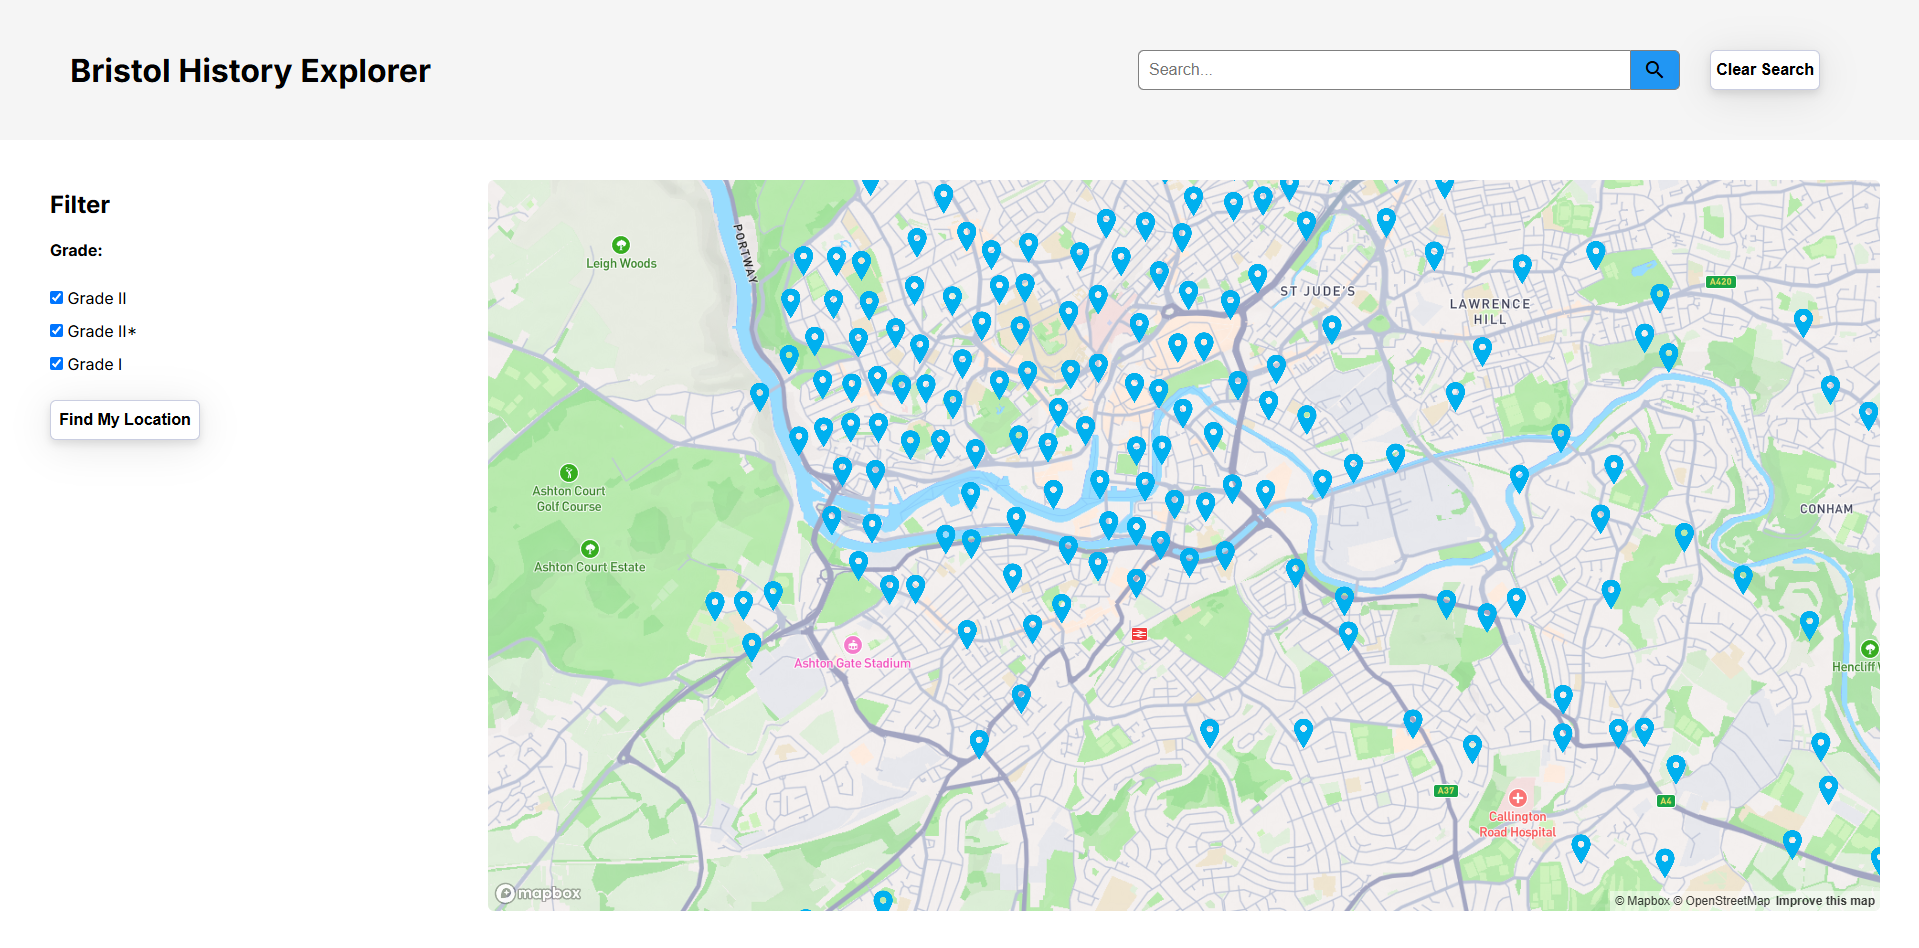 Bristol History Explorer
Search...
Clear Search
Filter
Grade:
Grade II
Grade II*
Grade I
Find My Location
PORTWAY
Leigh Woods
ST JUDE'S
LAWRENCE
HILL
A420
Ashton Court
Golf Course
CONHAM
Ashton Court Estate
Ashton Gate Stadium
Hencliff W
A37
A4
Callington
Road Hospital
mapbox
© Mapbox © OpenStreetMap Improve this map